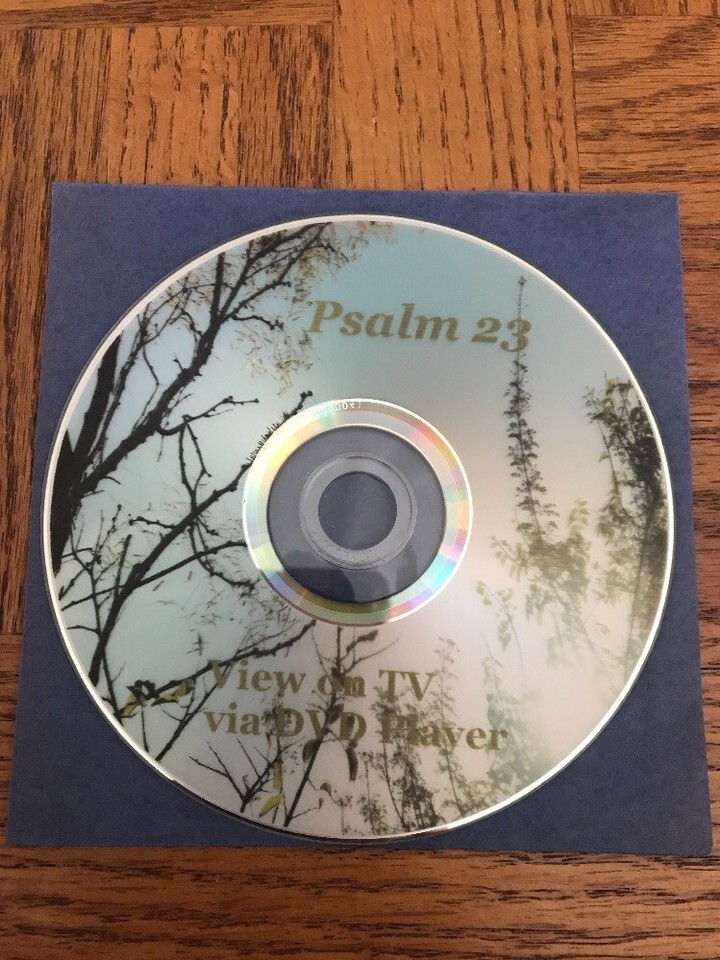 Psalm 23
View on TV
via DVD Player